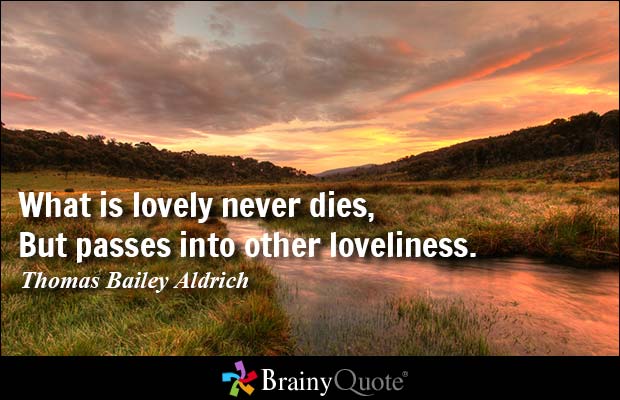 What is lovely never dies,
But passes into other loveliness.
Thomas Bailey Aldrich
BrainyQuote®